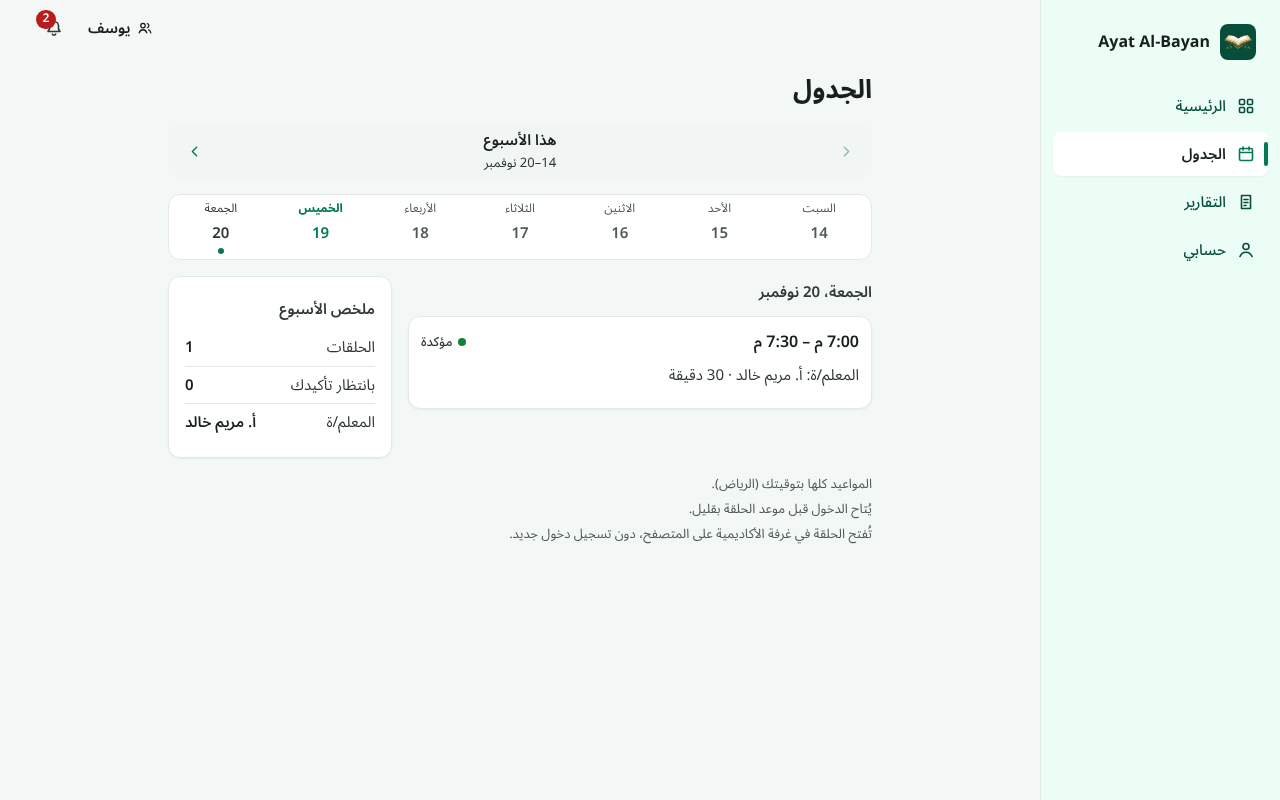 Ayat Al-Bayan
الرئيسية
الجدول
التقارير
حسابي
يوسف
2
الجدول
هذا الأسبوع
14–20 نوفمبر
السبت الأحد الاثنين الثلاثاء الأربعاء الخميس الجمعة
14 15 16 17 18 19 20
الجمعة، 20 نوفمبر
7:00 م – 7:30 م
مؤكدة
المعلم/ة: أ. مريم خالد · 30 دقيقة
ملخص الأسبوع
الحلقات 1
بانتظار تأكيدك 0
المعلم/ة أ. مريم خالد
المواعيد كلها بتوقيتك (الرياض).
يُتاح الدخول قبل موعد الحلقة بقليل.
تُفتح الحلقة في غرفة الأكاديمية على المتصفح، دون تسجيل دخول جديد.